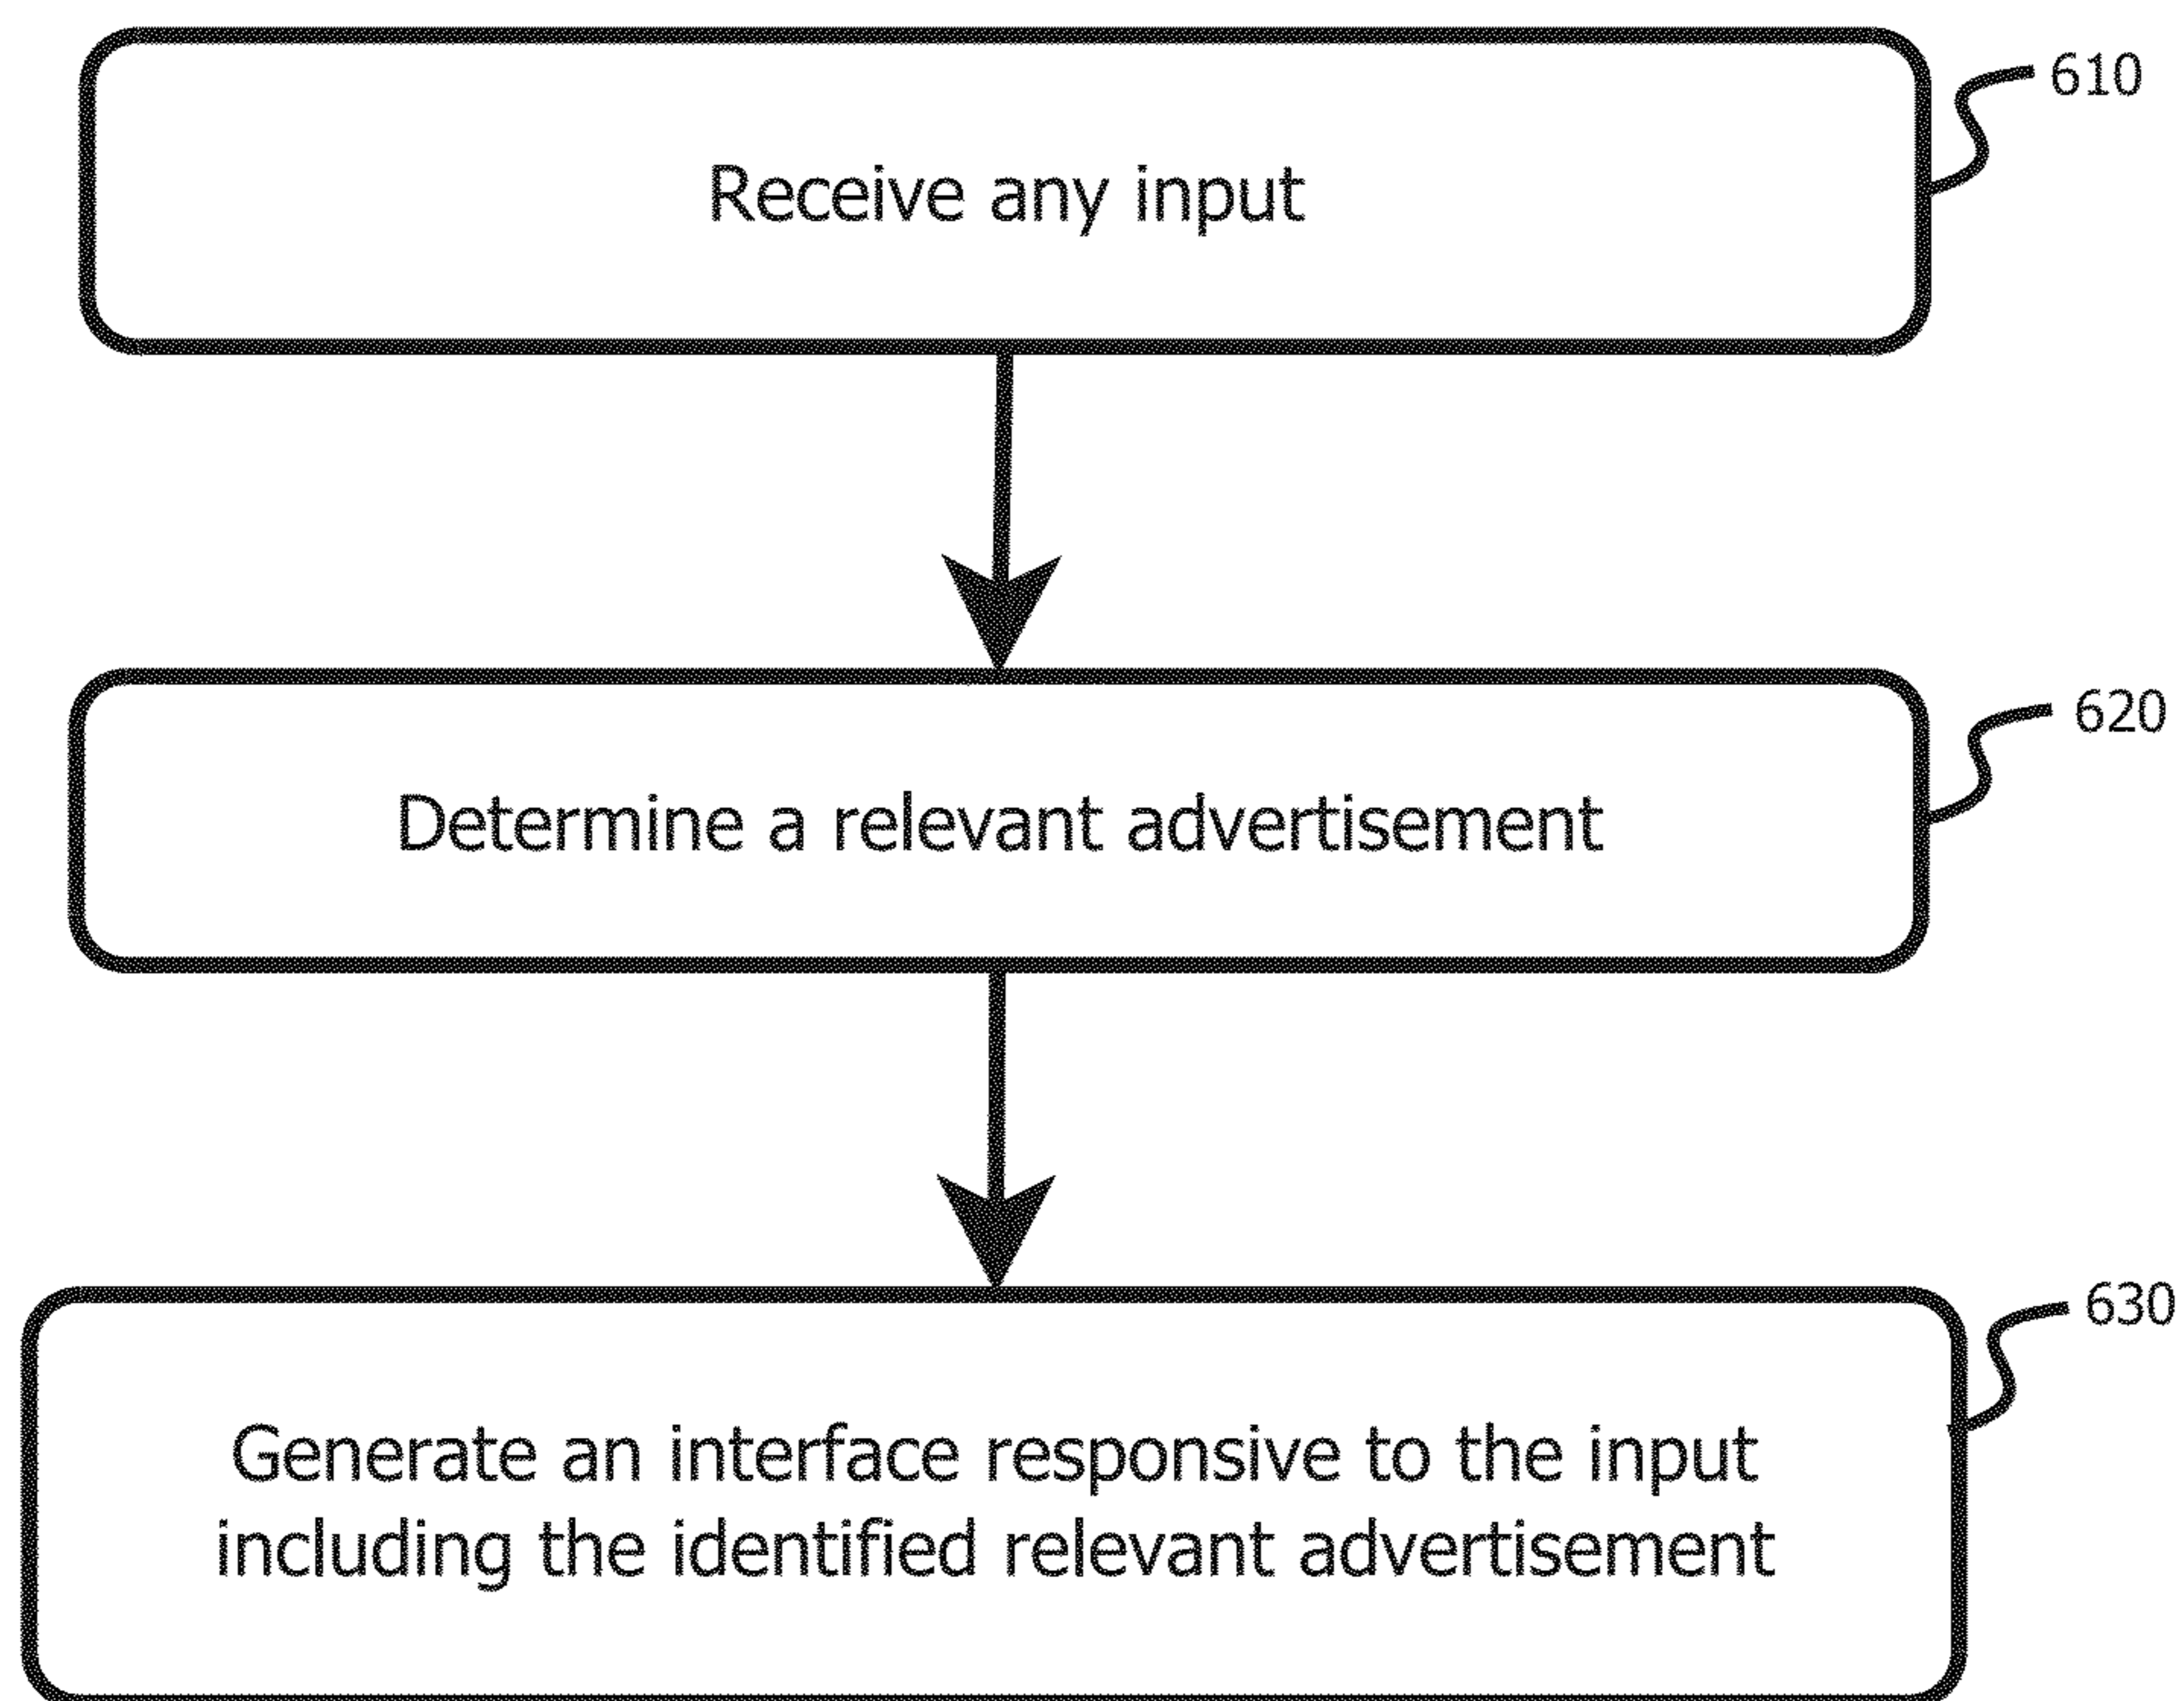 Receive any input
610
Determine a relevant advertisement
620
Generate an interface responsive to the input
including the identified relevant advertisement
630